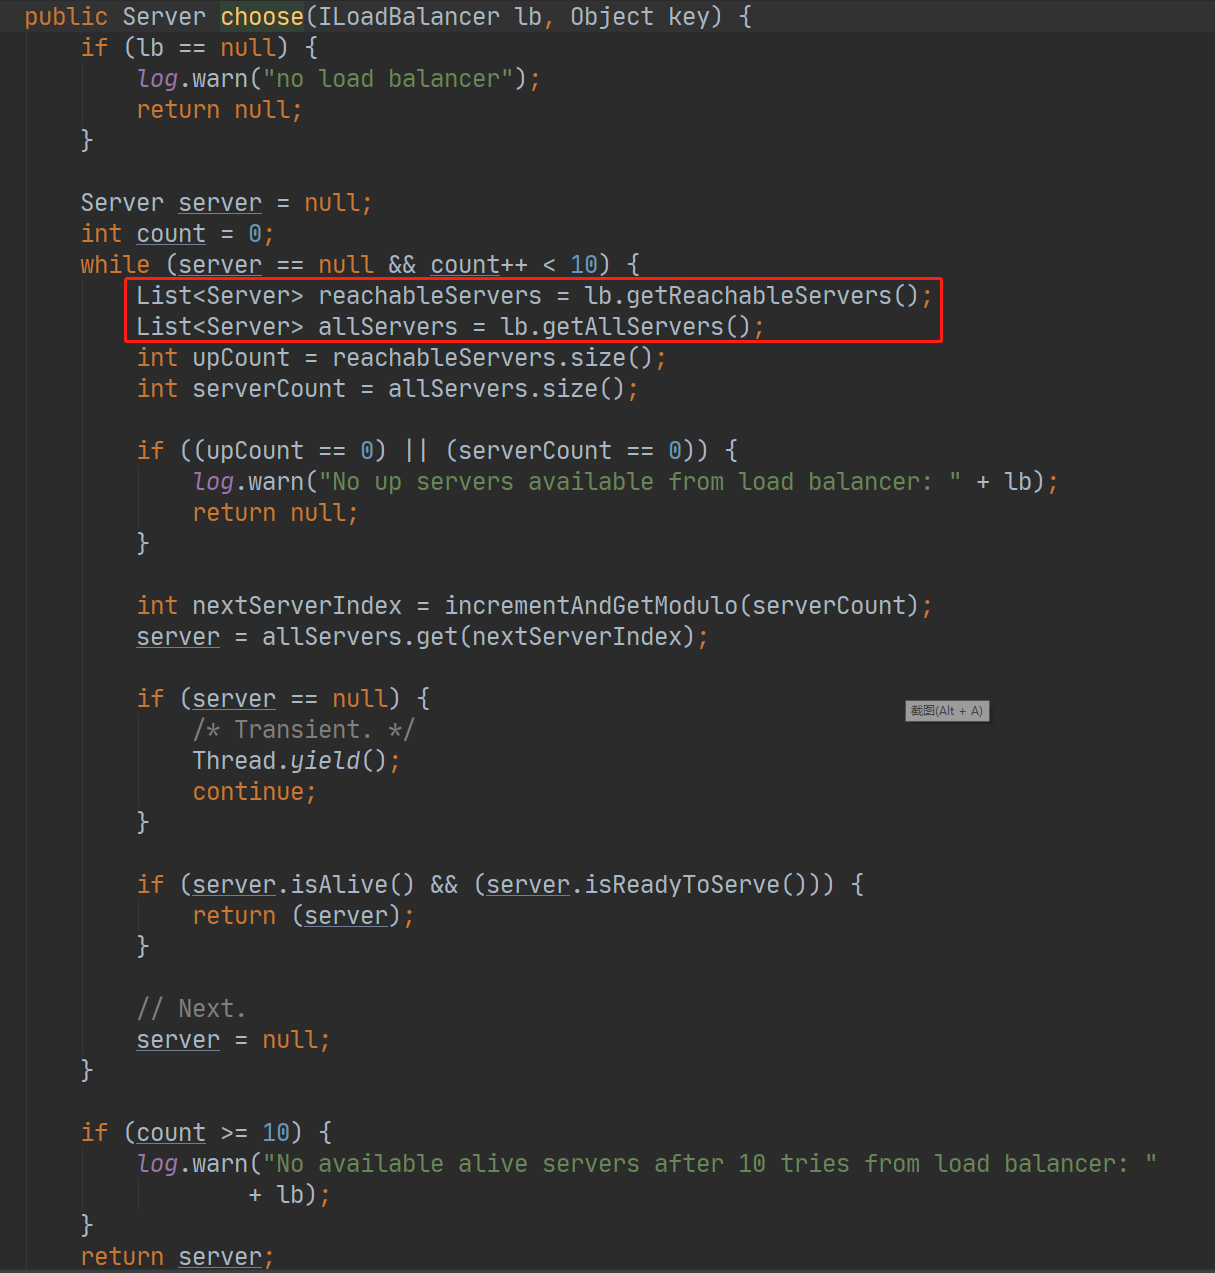 public Server choose(ILoadBalancer lb, Object key) {
    if (lb == null) {
        log.warn("no load balancer");
        return null;
    }

    Server server = null;
    int count = 0;
    while (server == null && count++ < 10) {
        List<Server> reachableServers = lb.getReachableServers();
        List<Server> allServers = lb.getAllServers();
        int upCount = reachableServers.size();
        int serverCount = allServers.size();

        if ((upCount == 0) || (serverCount == 0)) {
            log.warn("No up servers available from load balancer: " + lb);
            return null;
        }

        int nextServerIndex = incrementAndGetModulo(serverCount);
        server = allServers.get(nextServerIndex);

        if (server == null) {
            /* Transient. */
            Thread.yield();
            continue;
        }

        if (server.isAlive() && (server.isReadyToServe())) {
            return (server);
        }

        // Next.
        server = null;
    }

    if (count >= 10) {
        log.warn("No available alive servers after 10 tries from load balancer: "
                + lb);
    }
    return server;
截图(Alt + A)